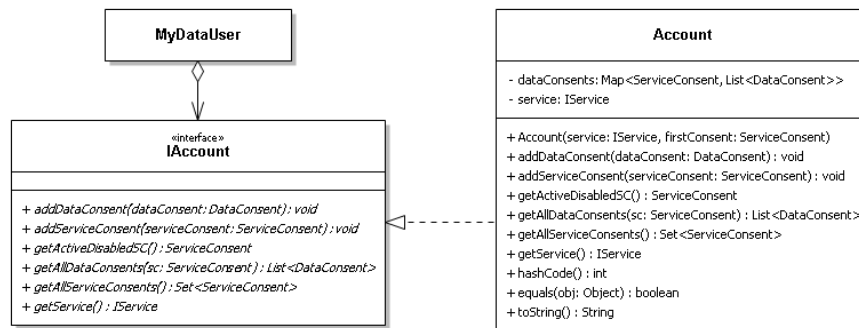 MyDataUser
«interface»
IAccount
+ addDataConsent(dataConsent: DataConsent) : void
+ addServiceConsent(serviceConsent: ServiceConsent) : void
+ getActiveDisabledSC() : ServiceConsent
+ getAllDataConsents(sc: ServiceConsent) : List<DataConsent>
+ getAllServiceConsents() : Set<ServiceConsent>
+ getService() : IService
Account
- dataConsents: Map<ServiceConsent, List<DataConsent>>
- service: IService
+ Account(service: IService, firstConsent: ServiceConsent)
+ addDataConsent(dataConsent: DataConsent) : void
+ addServiceConsent(serviceConsent: ServiceConsent) : void
+ getActiveDisabledSC() : ServiceConsent
+ getAllDataConsents(sc: ServiceConsent) : List<DataConsent>
+ getAllServiceConsents() : Set<ServiceConsent>
+ getService() : IService
+ hashCode() : int
+ equals(obj: Object) : boolean
+ toString() : String